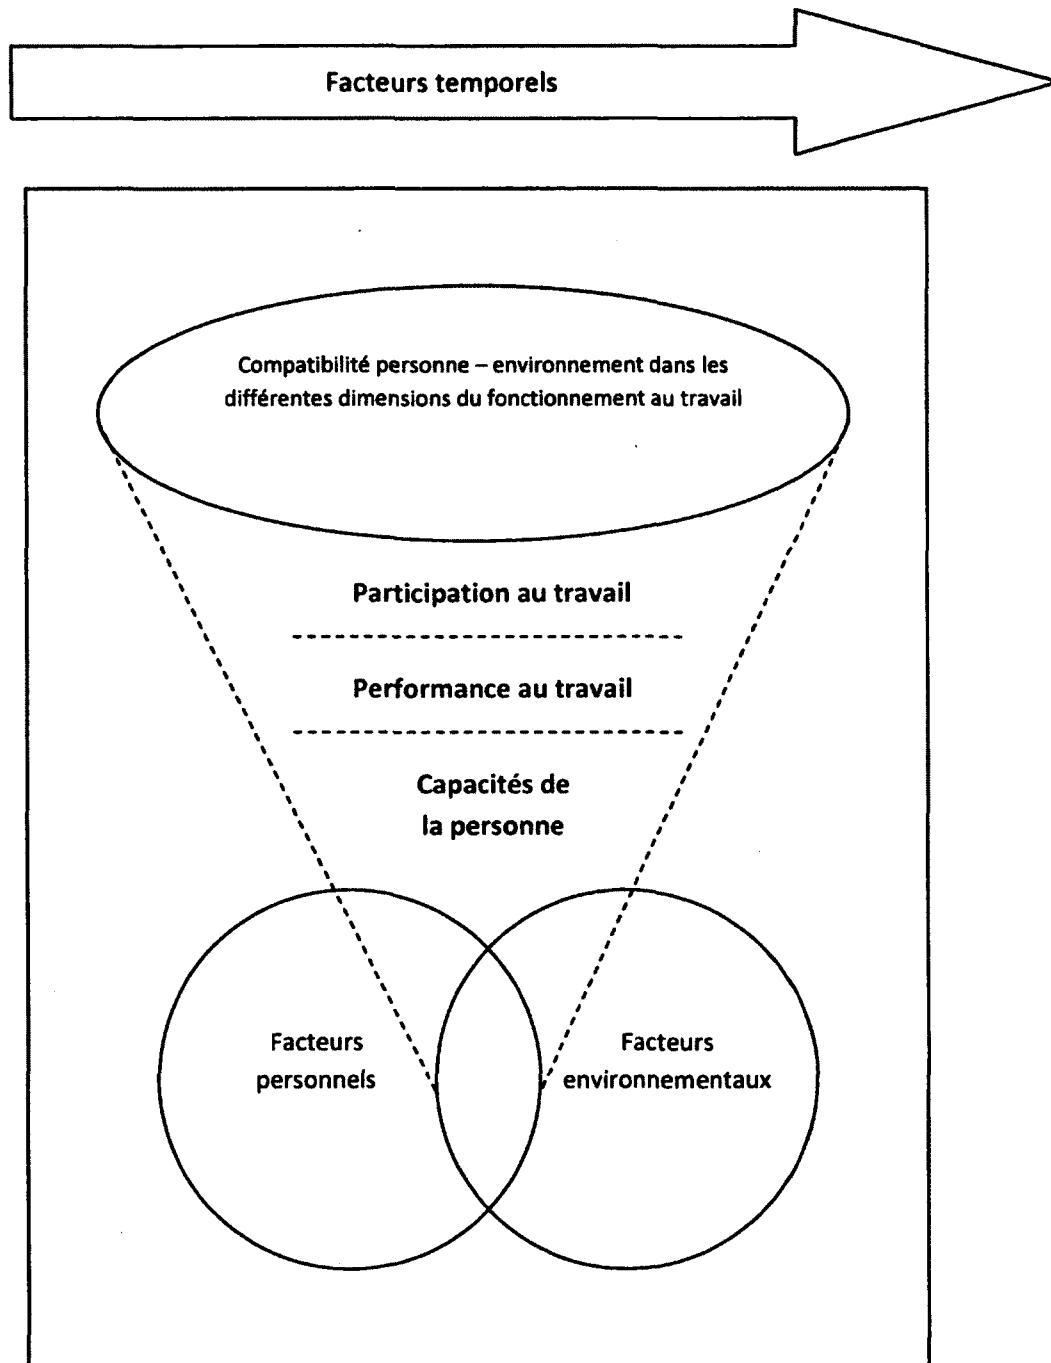 Facteurs temporels
Compatibilité personne – environnement dans les
différentes dimensions du fonctionnement au travail
Participation au travail
Performance au travail
Capacités de
la personne
Facteurs
personnels
Facteurs
environnementaux